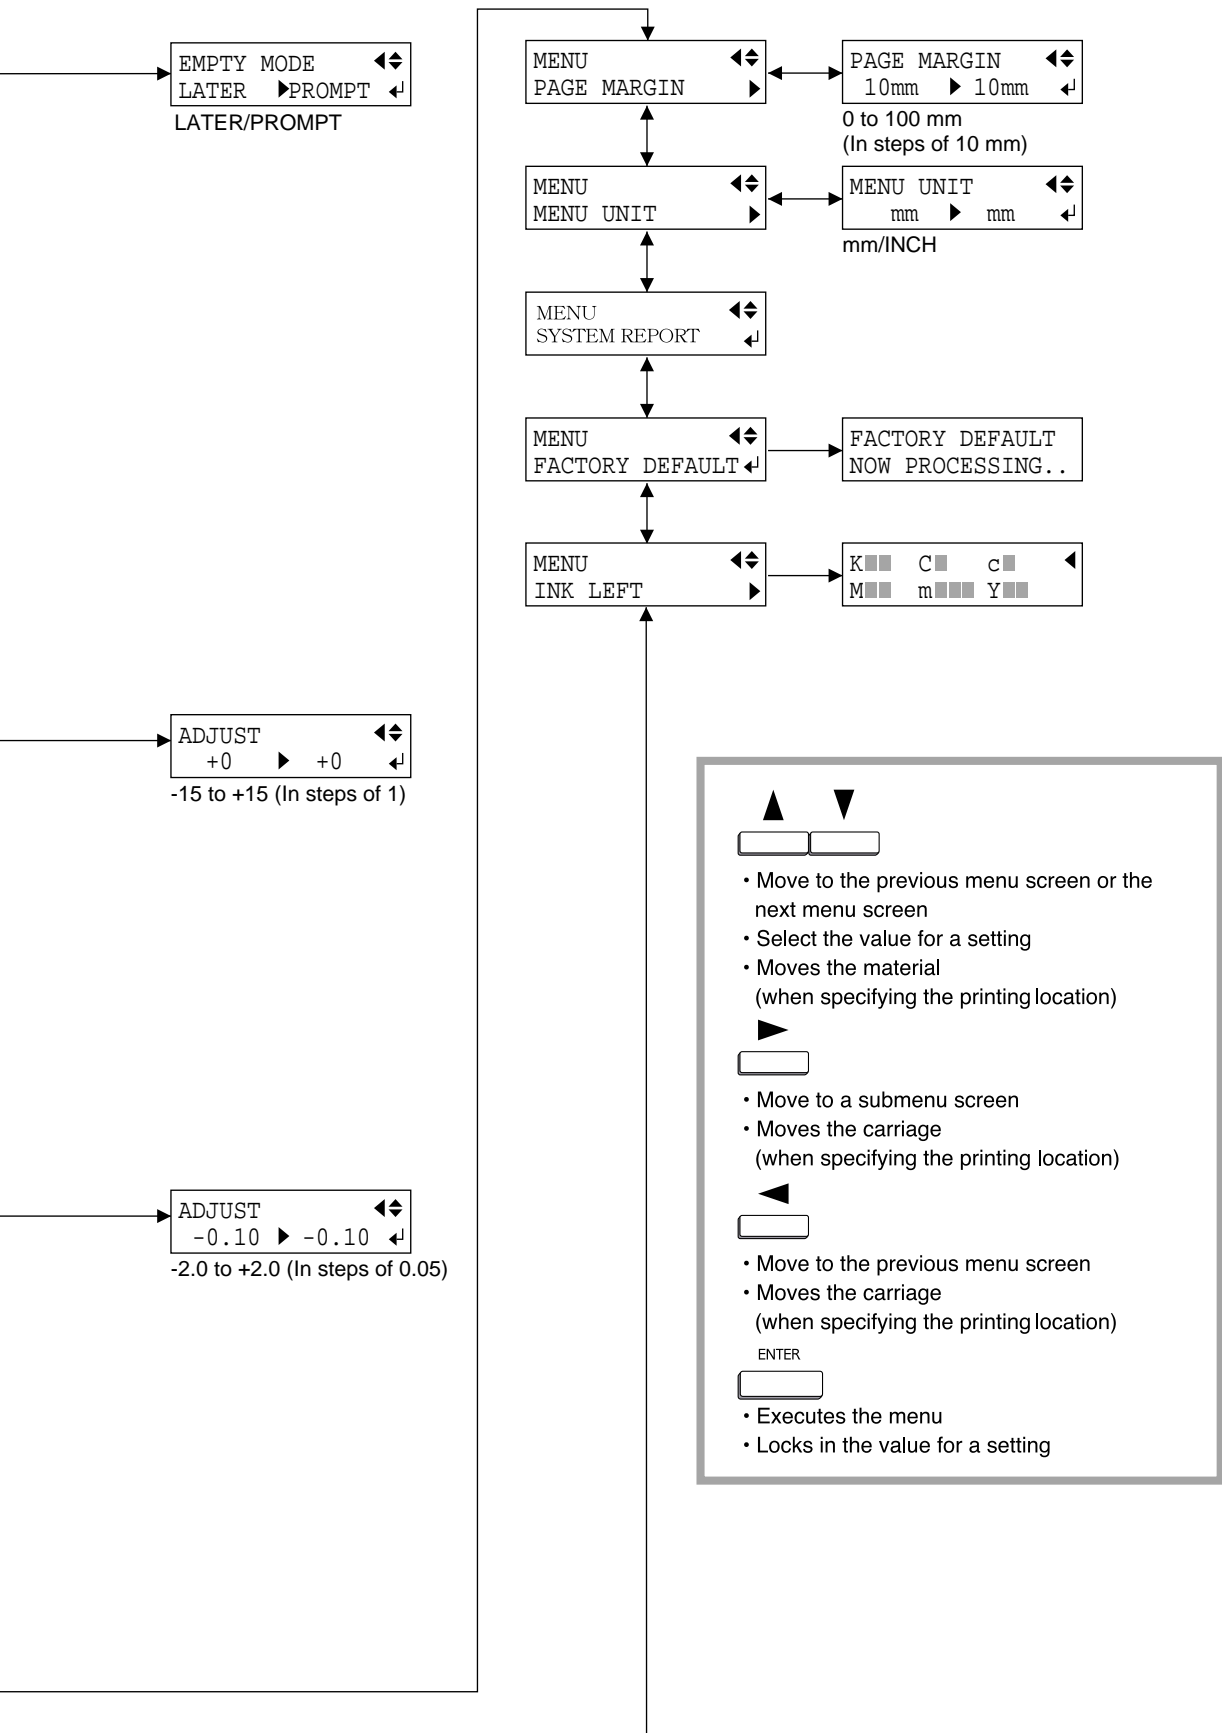 EMPTY MODE
LATER PROMPT
LATER/PROMPT
ADJUST
+0 +0
-15 to +15 (In steps of 1)
ADJUST
-0.10 -0.10
-2.0 to +2.0 (In steps of 0.05)
MENU
PAGE MARGIN
PAGE MARGIN
10mm 10mm
0 to 100 mm
(In steps of 10 mm)
MENU
MENU UNIT
MENU UNIT
mm mm
mm/INCH
MENU
SYSTEM REPORT
MENU
FACTORY DEFAULT
FACTORY DEFAULT
NOW PROCESSING..
MENU
INK LEFT
K C c
M m Y
・Move to the previous menu screen or the
next menu screen
・Select the value for a setting
・Moves the material
(when specifying the printing location)
・Move to a submenu screen
・Moves the carriage
(when specifying the printing location)
・Move to the previous menu screen
・Moves the carriage
(when specifying the printing location)
ENTER
・Executes the menu
・Locks in the value for a setting